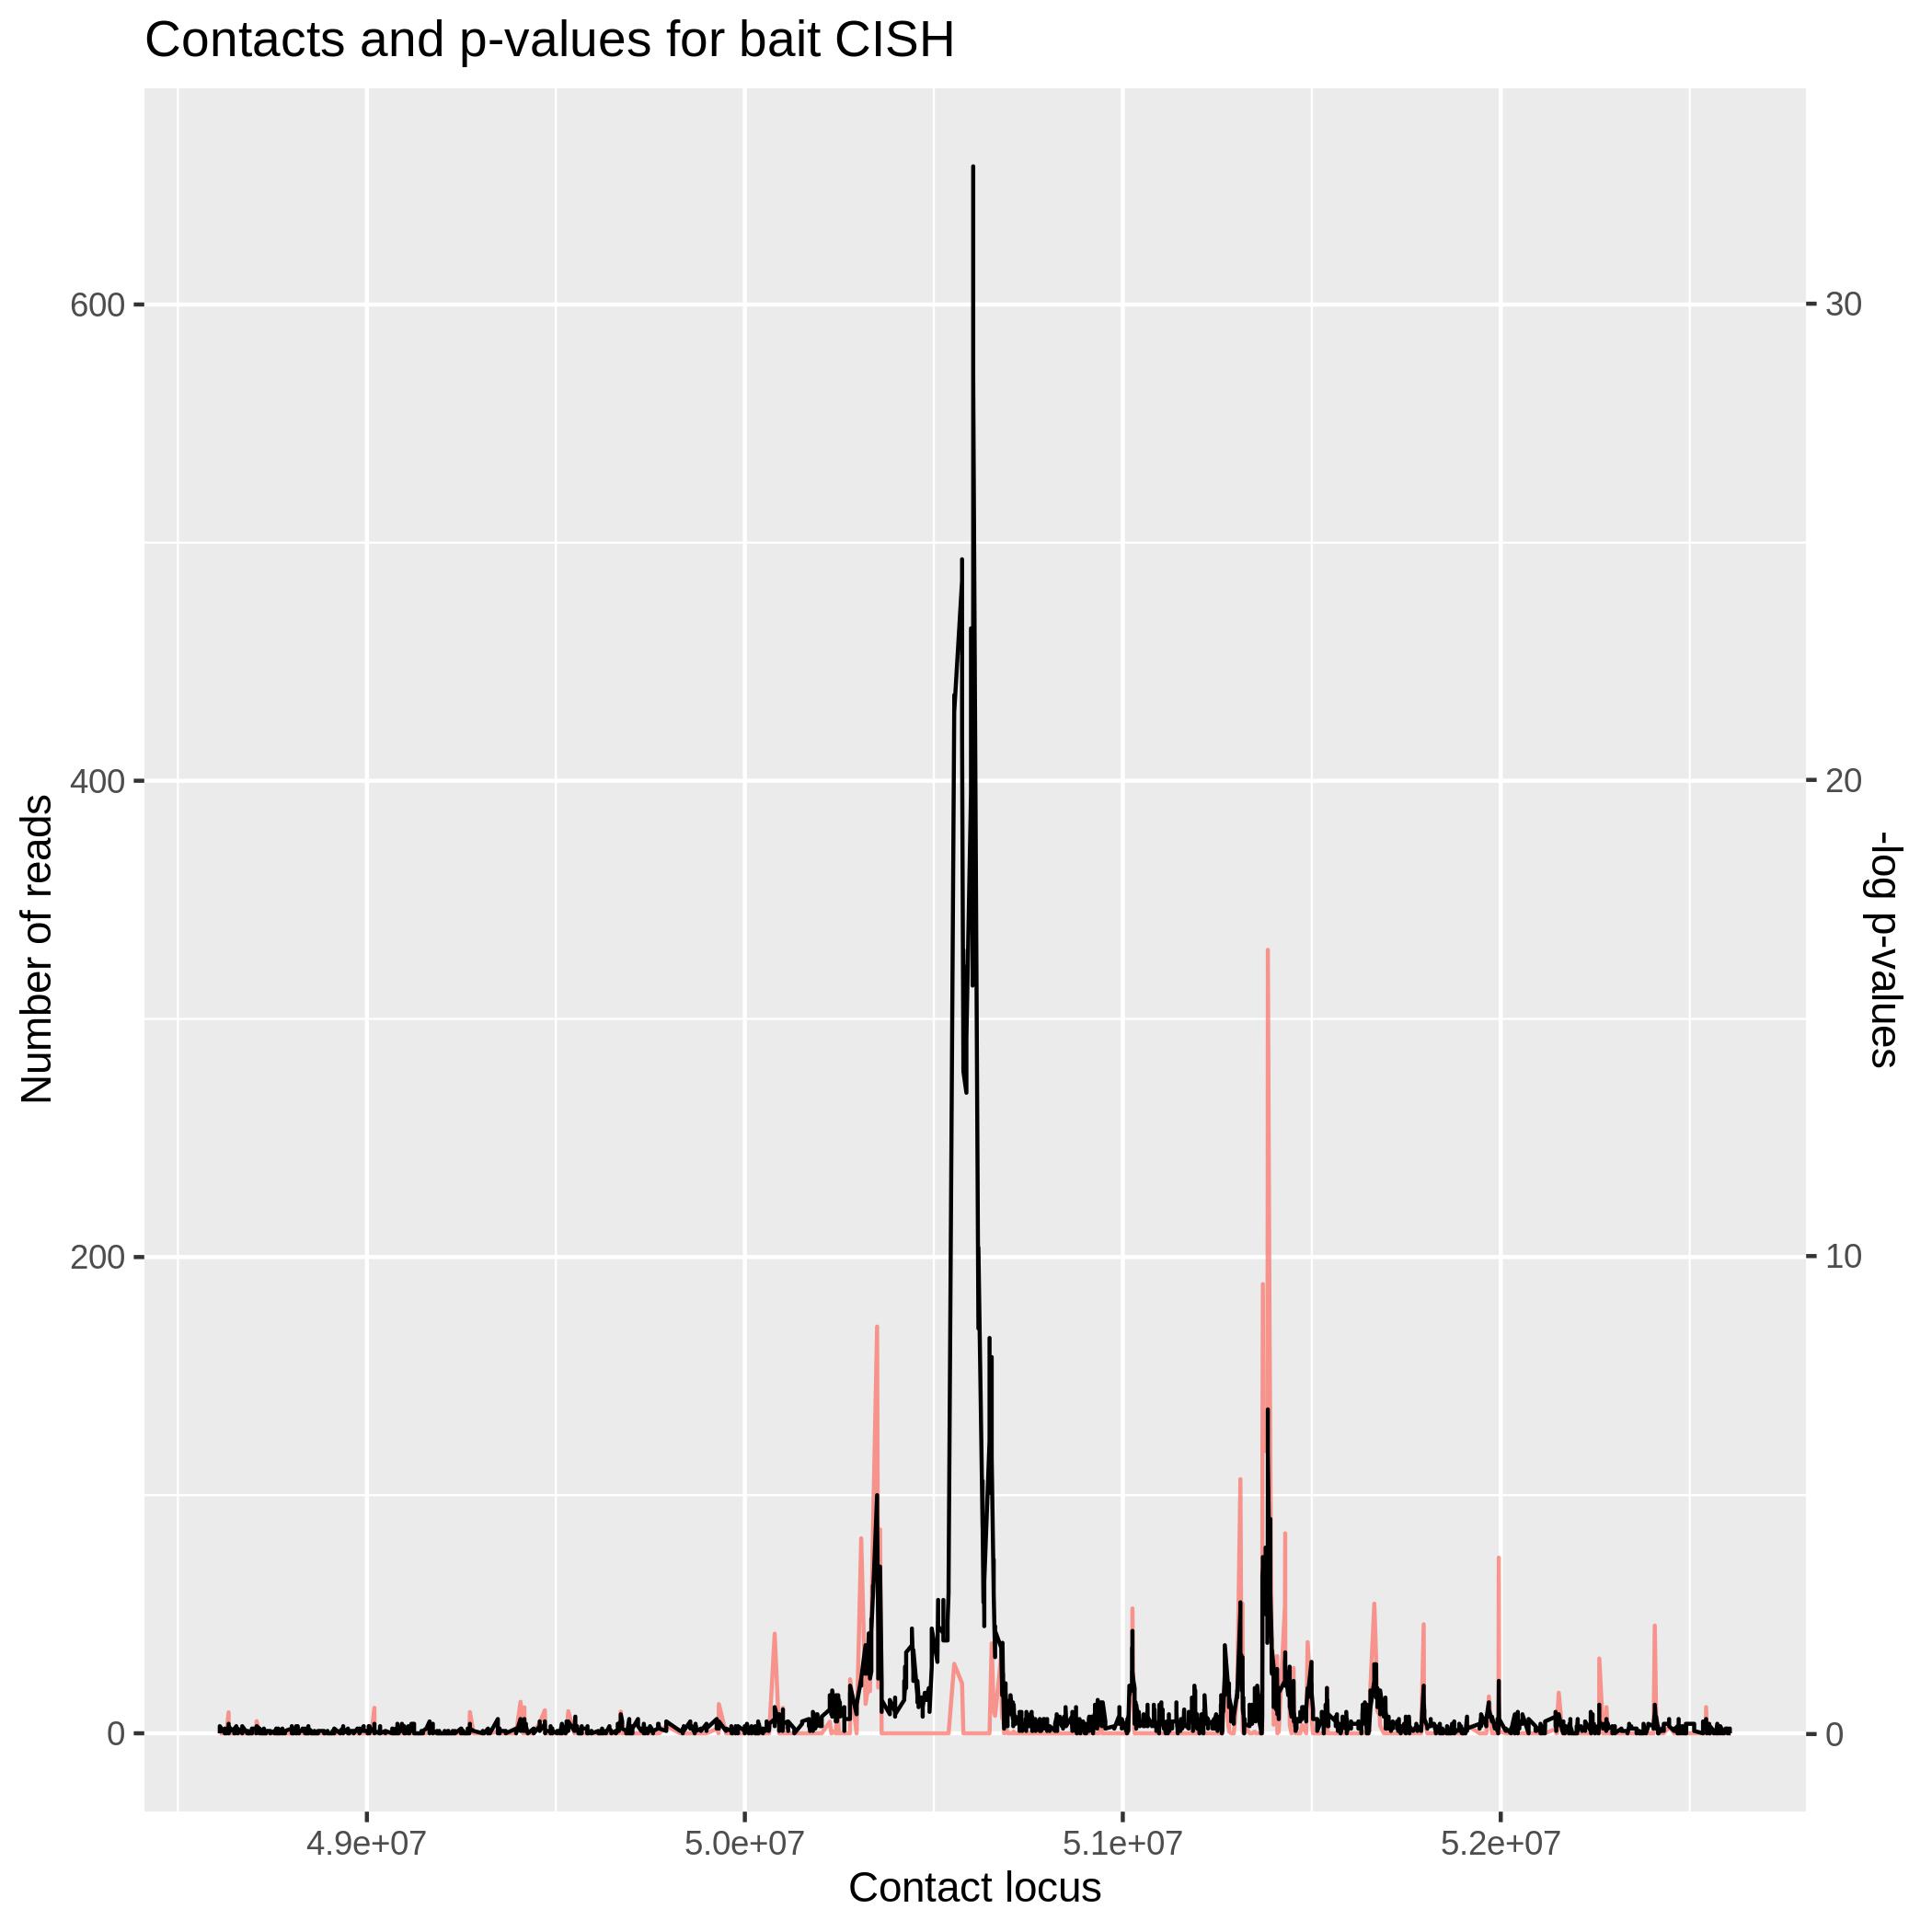 Contacts and p-values for bait CISH
600
400
200
0
30
20
10
0
Number of reads
-log p-values
4.9e+07
5.0e+07
5.1e+07
5.2e+07
Contact locus